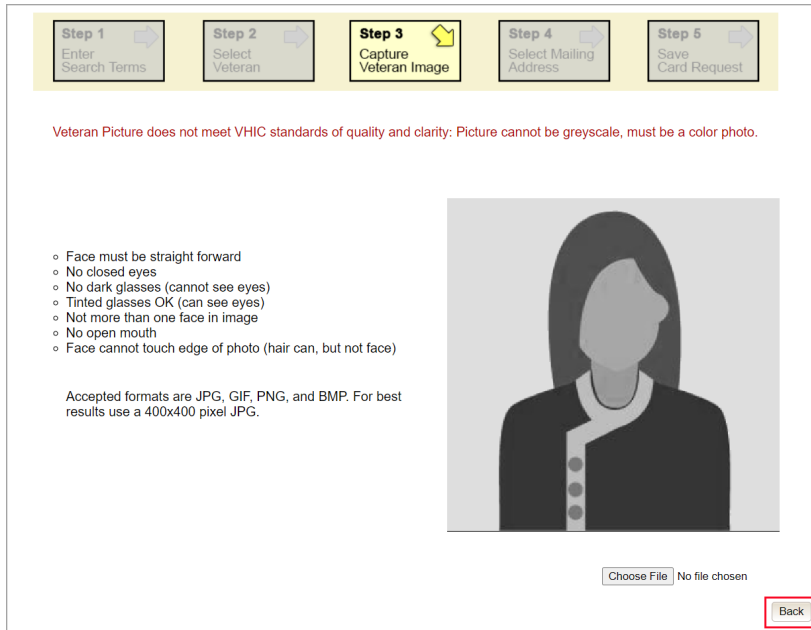 Step 1
Enter
Search Terms
Step 2
Select
Veteran
Step 3
Capture
Veteran Image
Step 4
Select Mailing
Address
Step 5
Save
Card Request
Veteran Picture does not meet VHIC standards of quality and clarity: Picture cannot be greyscale, must be a color photo.
Face must be straight forward
No closed eyes
No dark glasses (cannot see eyes)
Tinted glasses OK (can see eyes)
Not more than one face in image
No open mouth
Face cannot touch edge of photo (hair can, but not face)
Accepted formats are JPG, GIF, PNG, and BMP. For best
results use a 400x400 pixel JPG.
Choose File No file chosen
Back